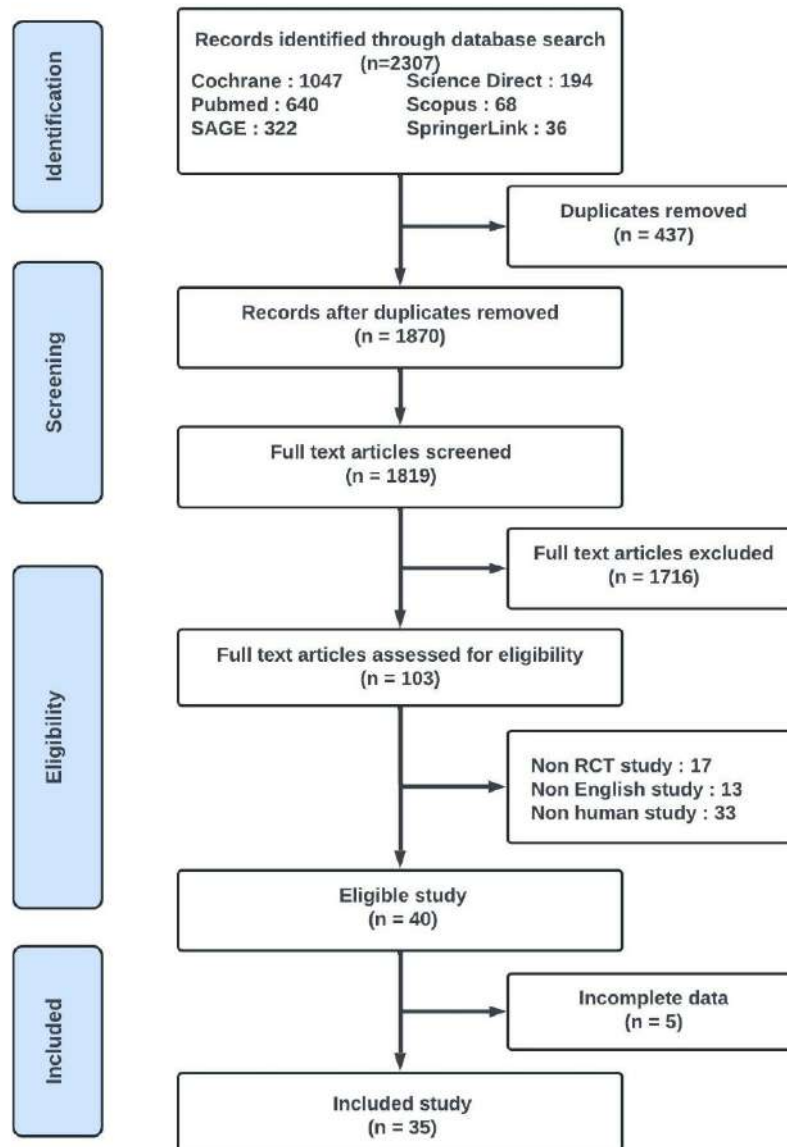 Identification
Records identified through database search
(n=2307)
Cochrane : 1047
Pubmed : 640
SAGE : 322
Science Direct : 194
Scopus : 68
SpringerLink : 36
Duplicates removed
(n = 437)
Screening
Records after duplicates removed
(n = 1870)
Full text articles screened
(n = 1819)
Full text articles excluded
(n = 1716)
Eligibility
Full text articles assessed for eligibility
(n = 103)
Non RCT study : 17
Non English study : 13
Non human study : 33
Eligible study
(n = 40)
Included
Incomplete data
(n = 5)
Included study
(n = 35)